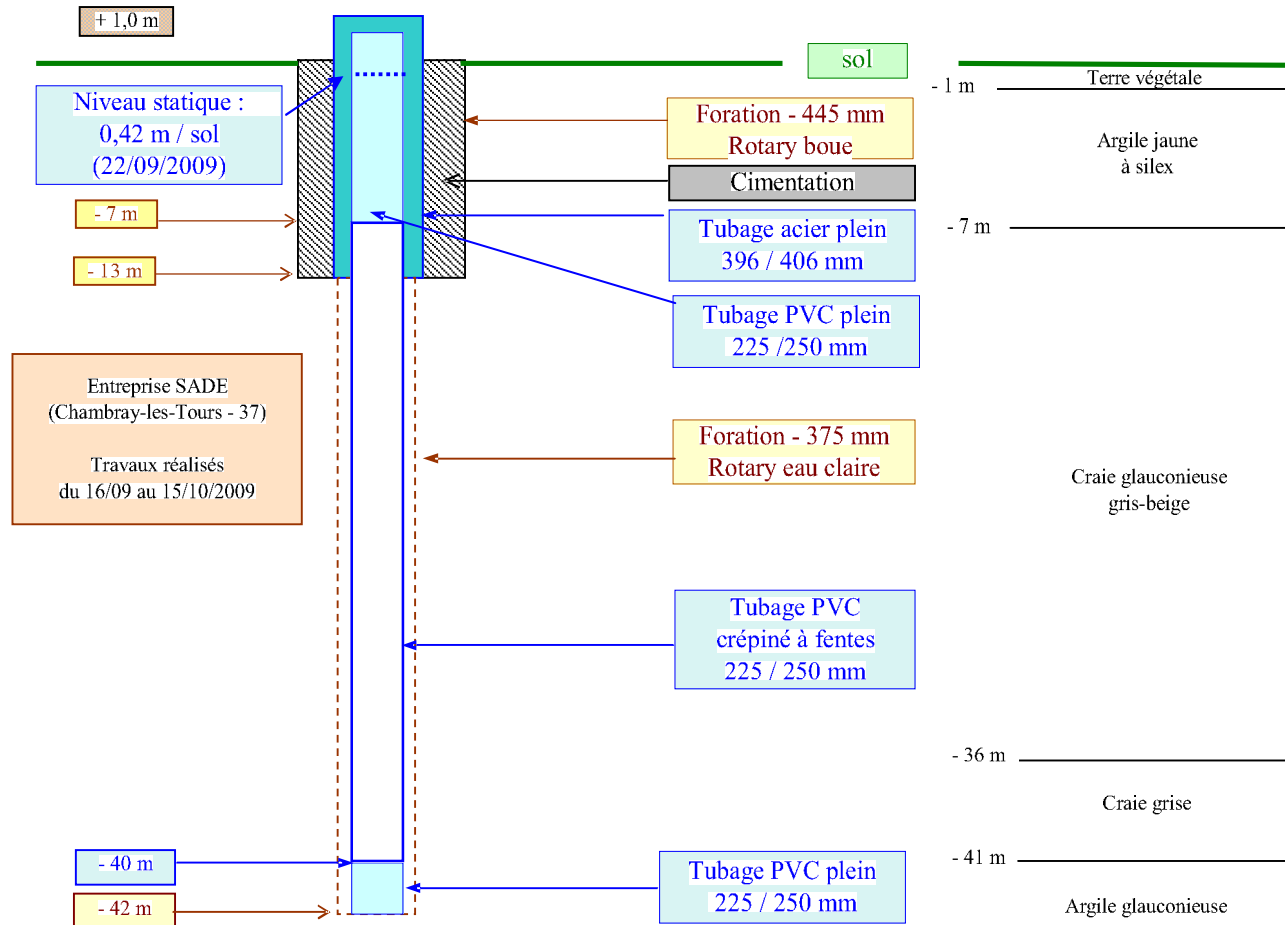 + 1,0 m
sol
Terre végétale
- 1 m
Niveau statique :
0,42 m / sol
(22/09/2009)
Foration - 445 mm
Rotary boue
Argile jaune
à silex
Cimentation
- 7 m
Tubage acier plein
396 / 406 mm
- 7 m
- 13 m
Tubage PVC plein
225 /250 mm
Entreprise SADE
(Chambray-les-Tours - 37)
Travaux réalisés
du 16/09 au 15/10/2009
Foration - 375 mm
Rotary eau claire
Craie glauconieuse
gris-beige
Tubage PVC
crépiné à fentes
225 / 250 mm
- 36 m
Craie grise
- 40 m
- 41 m
Tubage PVC plein
225 / 250 mm
- 42 m
Argile glauconieuse